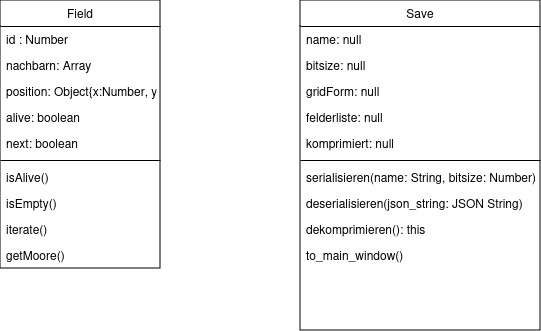 Field
id : Number
nachbarn: Array
position: Object{x:Number, y
alive: boolean
next: boolean
isAlive()
isEmpty()
iterate()
getMoore()
Save
name: null
bitsize: null
gridForm: null
felderliste: null
komprimiert: null
serialisieren(name: String, bitsize: Number)
deserialisieren(json_string: JSON String)
dekomprimieren(): this
to_main_window()